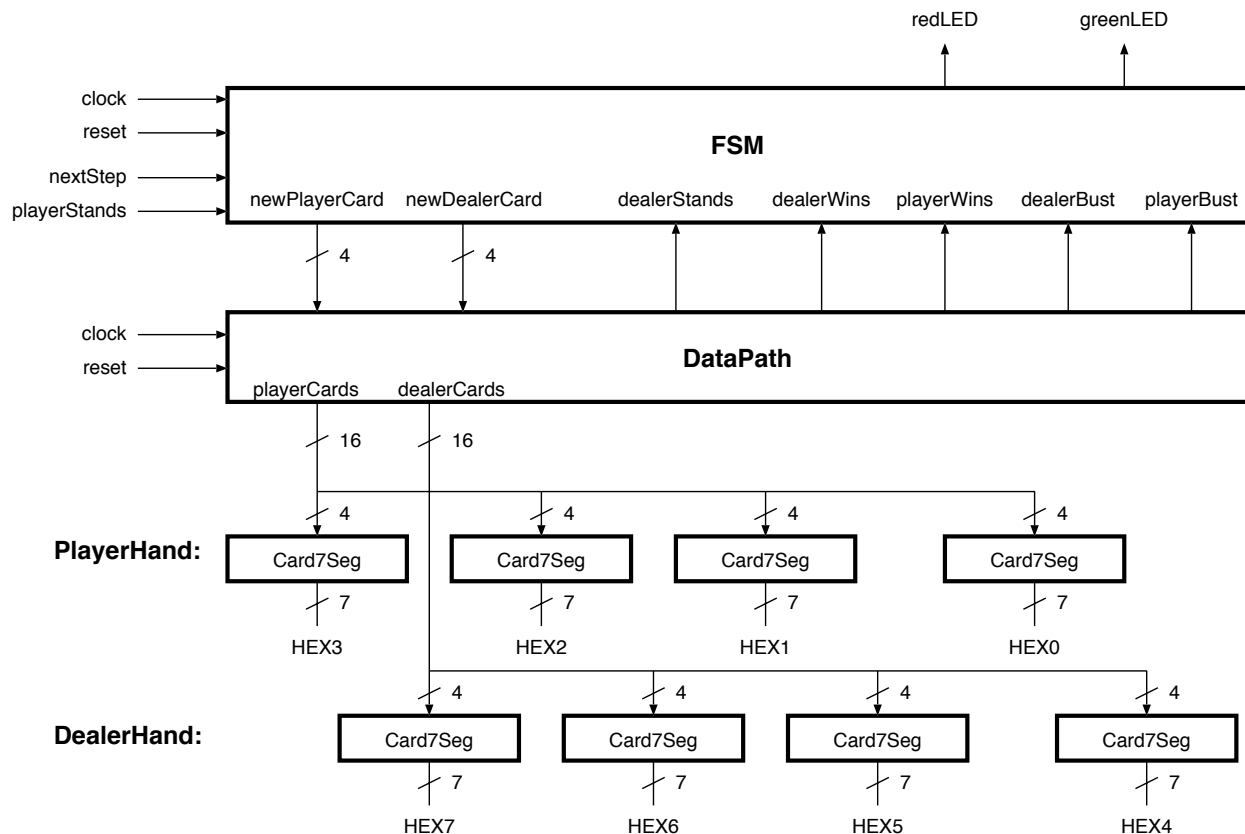 redLED greenLED
clock
reset
FSM
nextStep
playerStands
newPlayerCard newDealerCard dealerStands dealerWins playerWins dealerBust playerBust
4 4
clock
reset
DataPath
playerCards dealerCards
16 16
4 4 4 4
PlayerHand: Card7Seg Card7Seg Card7Seg Card7Seg
7 7 7 7
HEX3 HEX2 HEX1 HEX0
4 4 4 4
DealerHand: Card7Seg Card7Seg Card7Seg Card7Seg
7 7 7 7
HEX7 HEX6 HEX5 HEX4